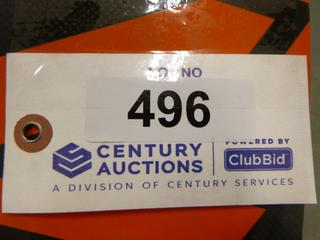 LOT NO
496
CENTURY
AUCTIONS
POWERED BY
ClubBid
A DIVISION OF CENTURY SERVICES